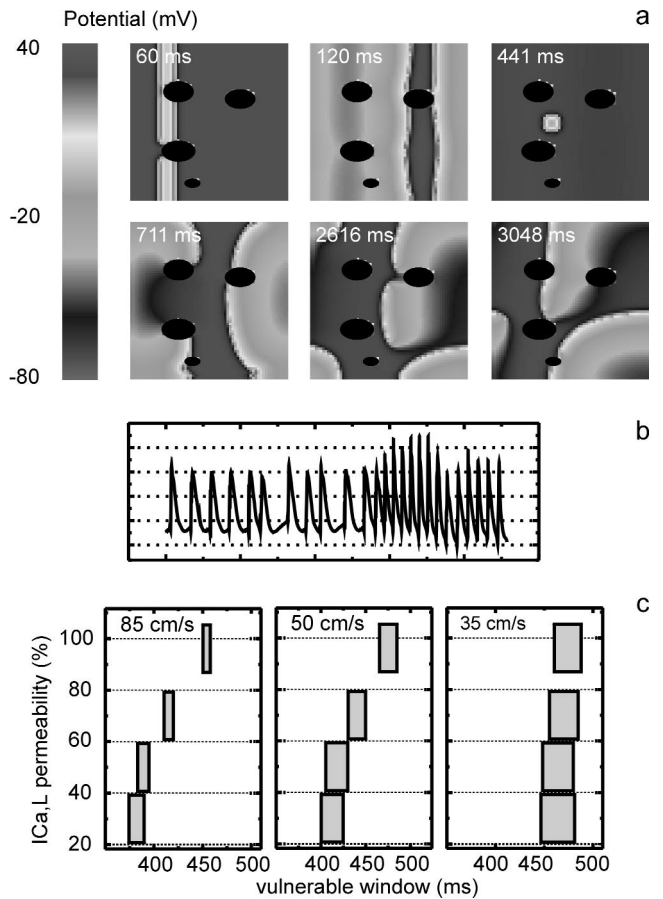 Potential (mV)
a
40
-20
-80
60 ms
120 ms
441 ms
711 ms
2616 ms
3048 ms
b
c
ICa,L permeability (%)
100
80
60
40
20
85 cm/s
50 cm/s
35 cm/s
400 450 500
400 450 500
400 450 500
vulnerable window (ms)